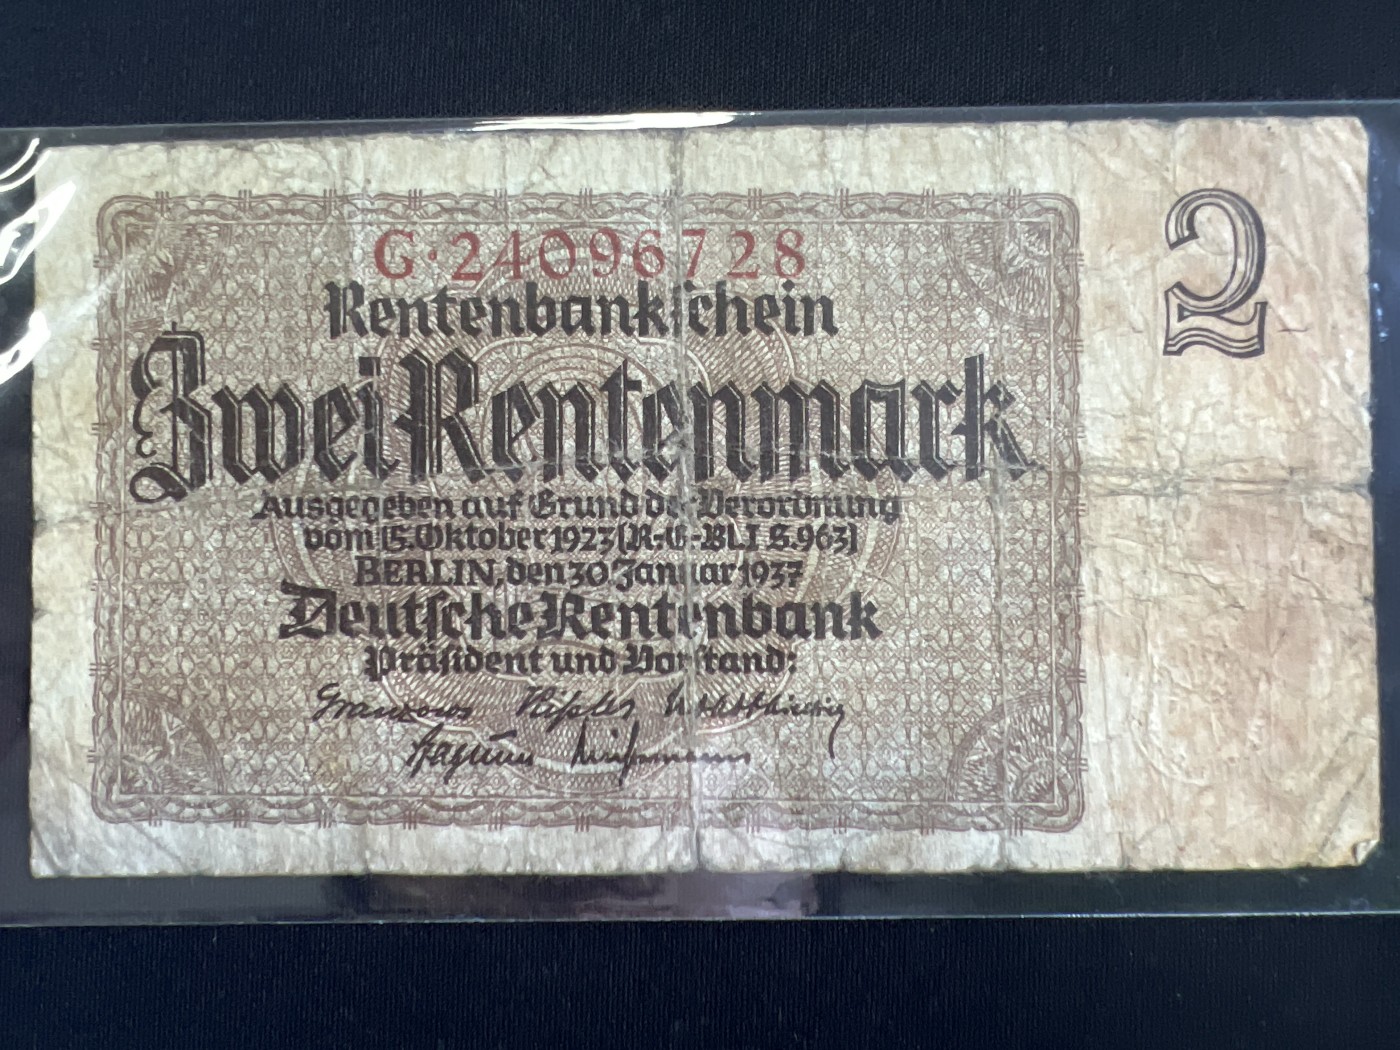 G·24096728
2
Rentenbankschein
Zwei Rentenmark
Ausgegeben auf Grund der Verordnung
vom 15. Oktober 1923 (R-G-Bl. I S. 963)
BERLIN, den 30 Januar 1937
Deutsche Rentenbank
Präsident und Vorstand: